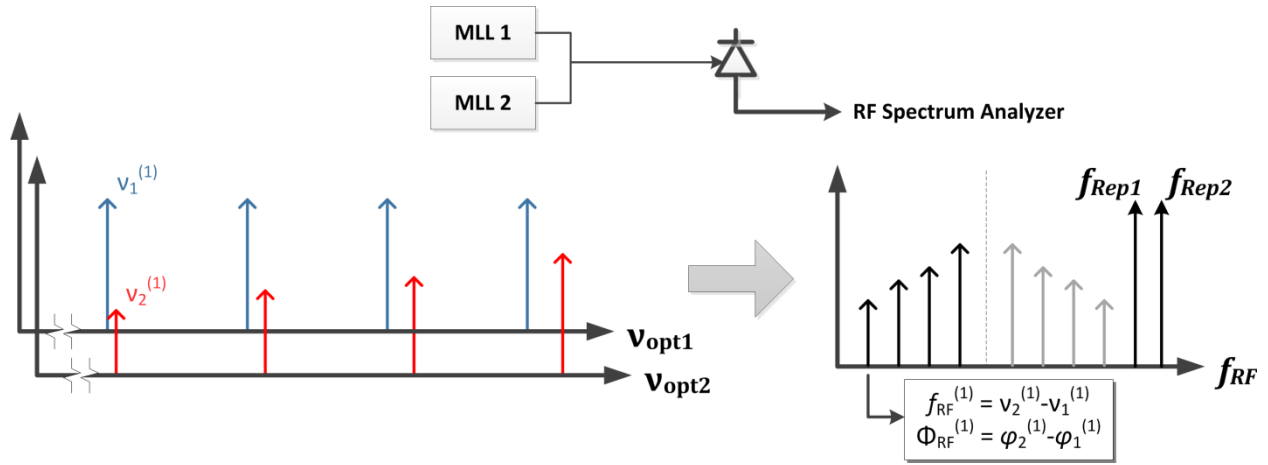 MLL 1
MLL 2
RF Spectrum Analyzer
ν₁⁽¹⁾
ν₂⁽¹⁾
νopt1
νopt2
fRep1 fRep2
fRF
fRF⁽¹⁾ = ν₂⁽¹⁾-ν₁⁽¹⁾
ΦRF⁽¹⁾ = φ₂⁽¹⁾-φ₁⁽¹⁾